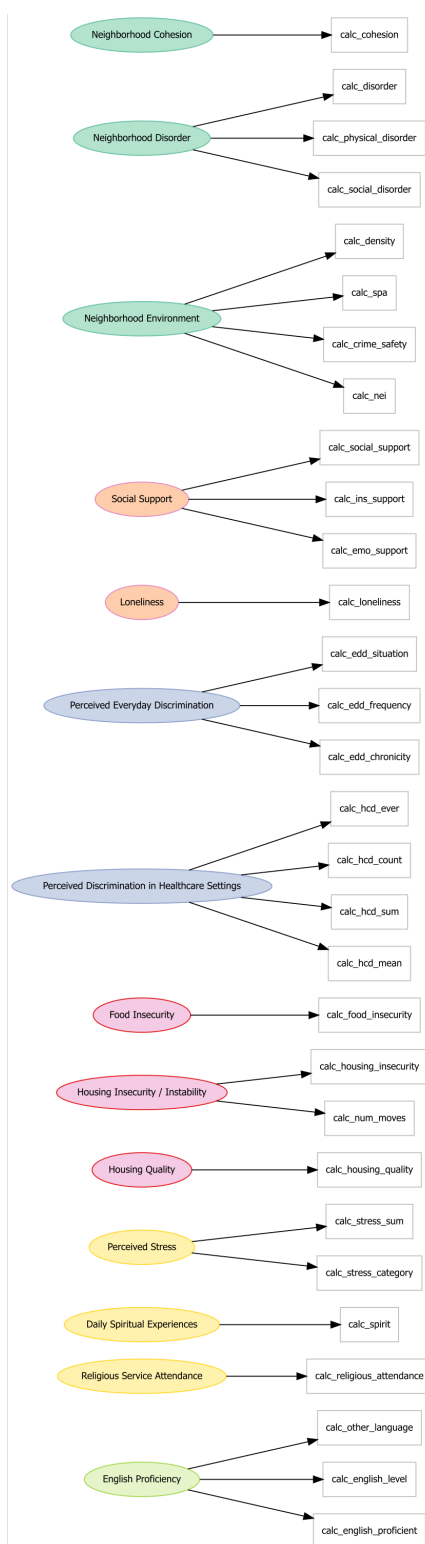 Neighborhood Cohesion
calc_cohesion
Neighborhood Disorder
calc_disorder
calc_physical_disorder
calc_social_disorder
Neighborhood Environment
calc_density
calc_spa
calc_crime_safety
calc_nei
Social Support
calc_social_support
calc_ins_support
calc_emo_support
Loneliness
calc_loneliness
Perceived Everyday Discrimination
calc_edd_situation
calc_edd_frequency
calc_edd_chronicity
Perceived Discrimination in Healthcare Settings
calc_hcd_ever
calc_hcd_count
calc_hcd_sum
calc_hcd_mean
Food Insecurity
calc_food_insecurity
Housing Insecurity / Instability
calc_housing_insecurity
calc_num_moves
Housing Quality
calc_housing_quality
Perceived Stress
calc_stress_sum
calc_stress_category
Daily Spiritual Experiences
calc_spirit
Religious Service Attendance
calc_religious_attendance
English Proficiency
calc_other_language
calc_english_level
calc_english_proficient